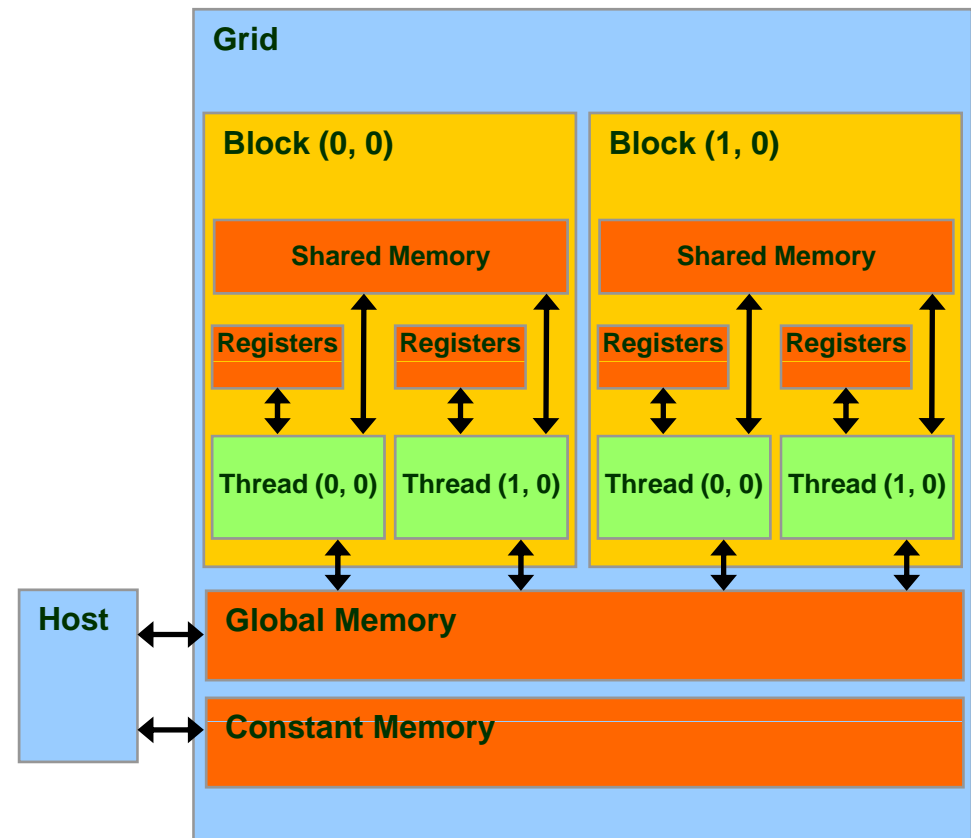 Grid
Block (0, 0)
Block (1, 0)
Shared Memory
Shared Memory
Registers
Registers
Registers
Registers
Thread (0, 0)
Thread (1, 0)
Thread (0, 0)
Thread (1, 0)
Host
Global Memory
Constant Memory